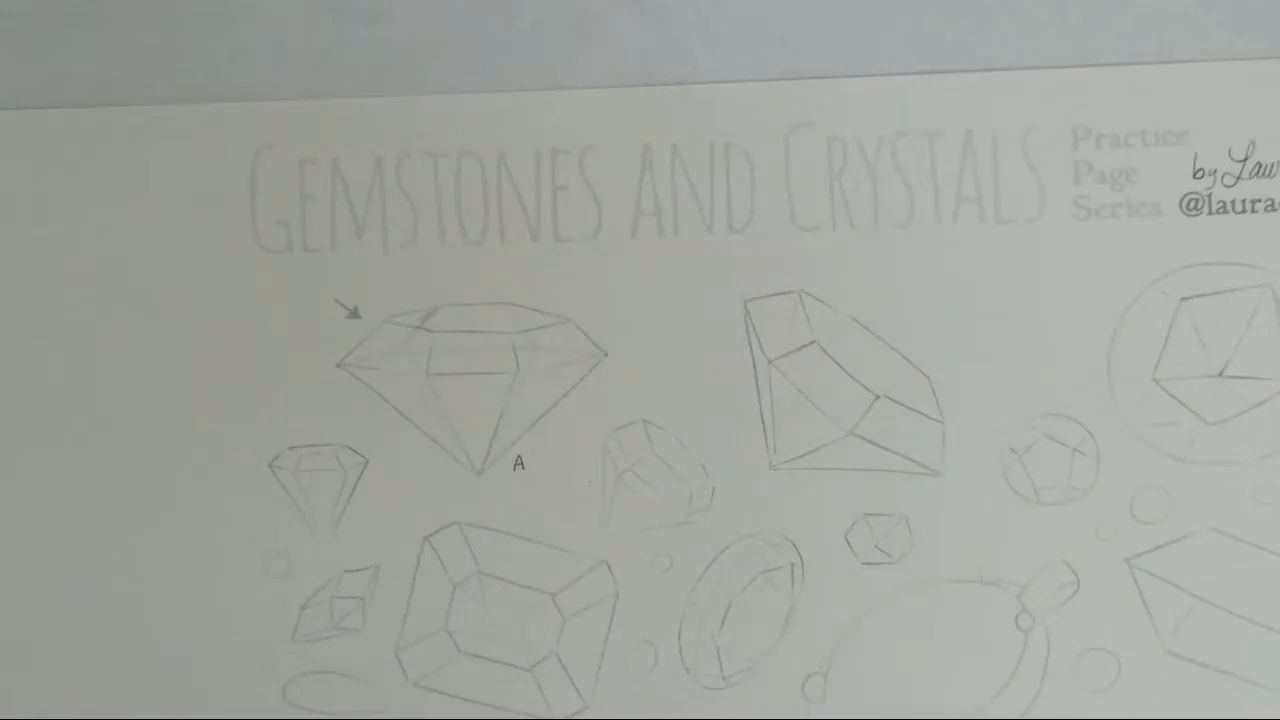 GEMSTONES AND CRYSTALS
Practice
Page
Series
by
@laura
A